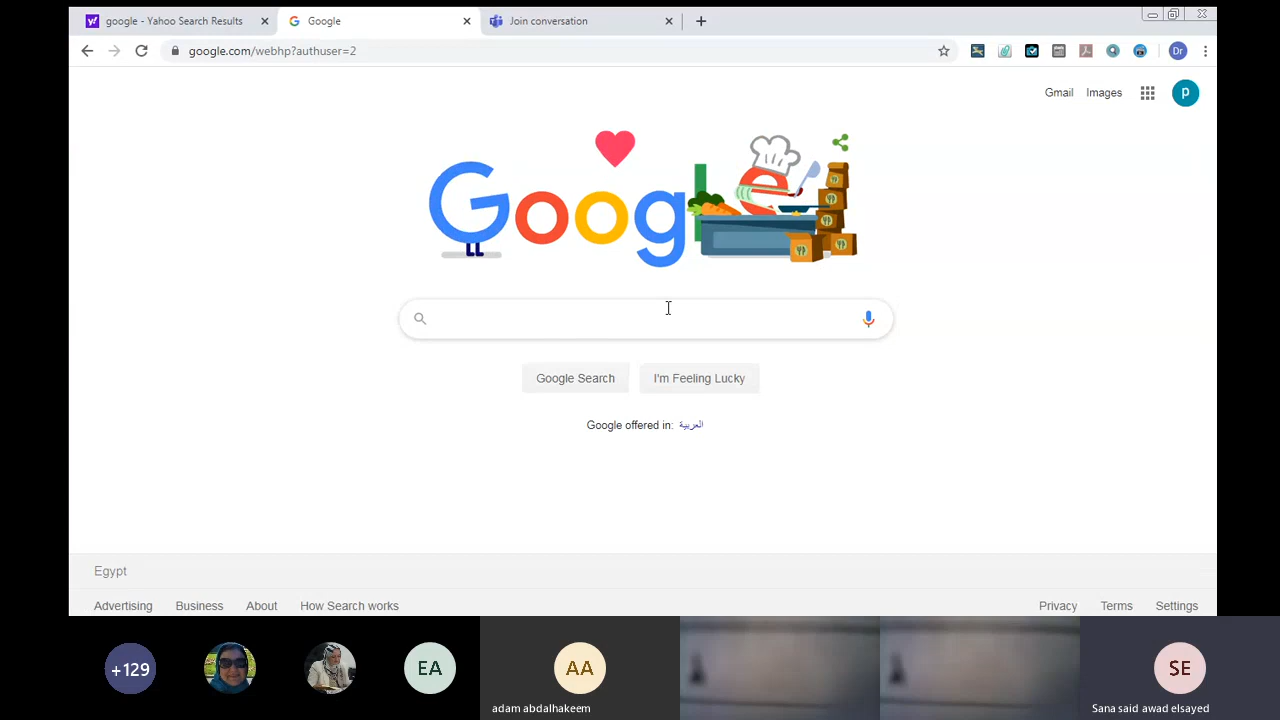 google - Yahoo Search Results
Google
Join conversation
google.com/webhp?authuser=2
Dr
Gmail
Images
p
Google
Google Search
I'm Feeling Lucky
Google offered in: العربية
Egypt
Advertising
Business
About
How Search works
Privacy
Terms
Settings
+129
EA
AA
SE
adam abdalhakeem
Sana said awad elsayed